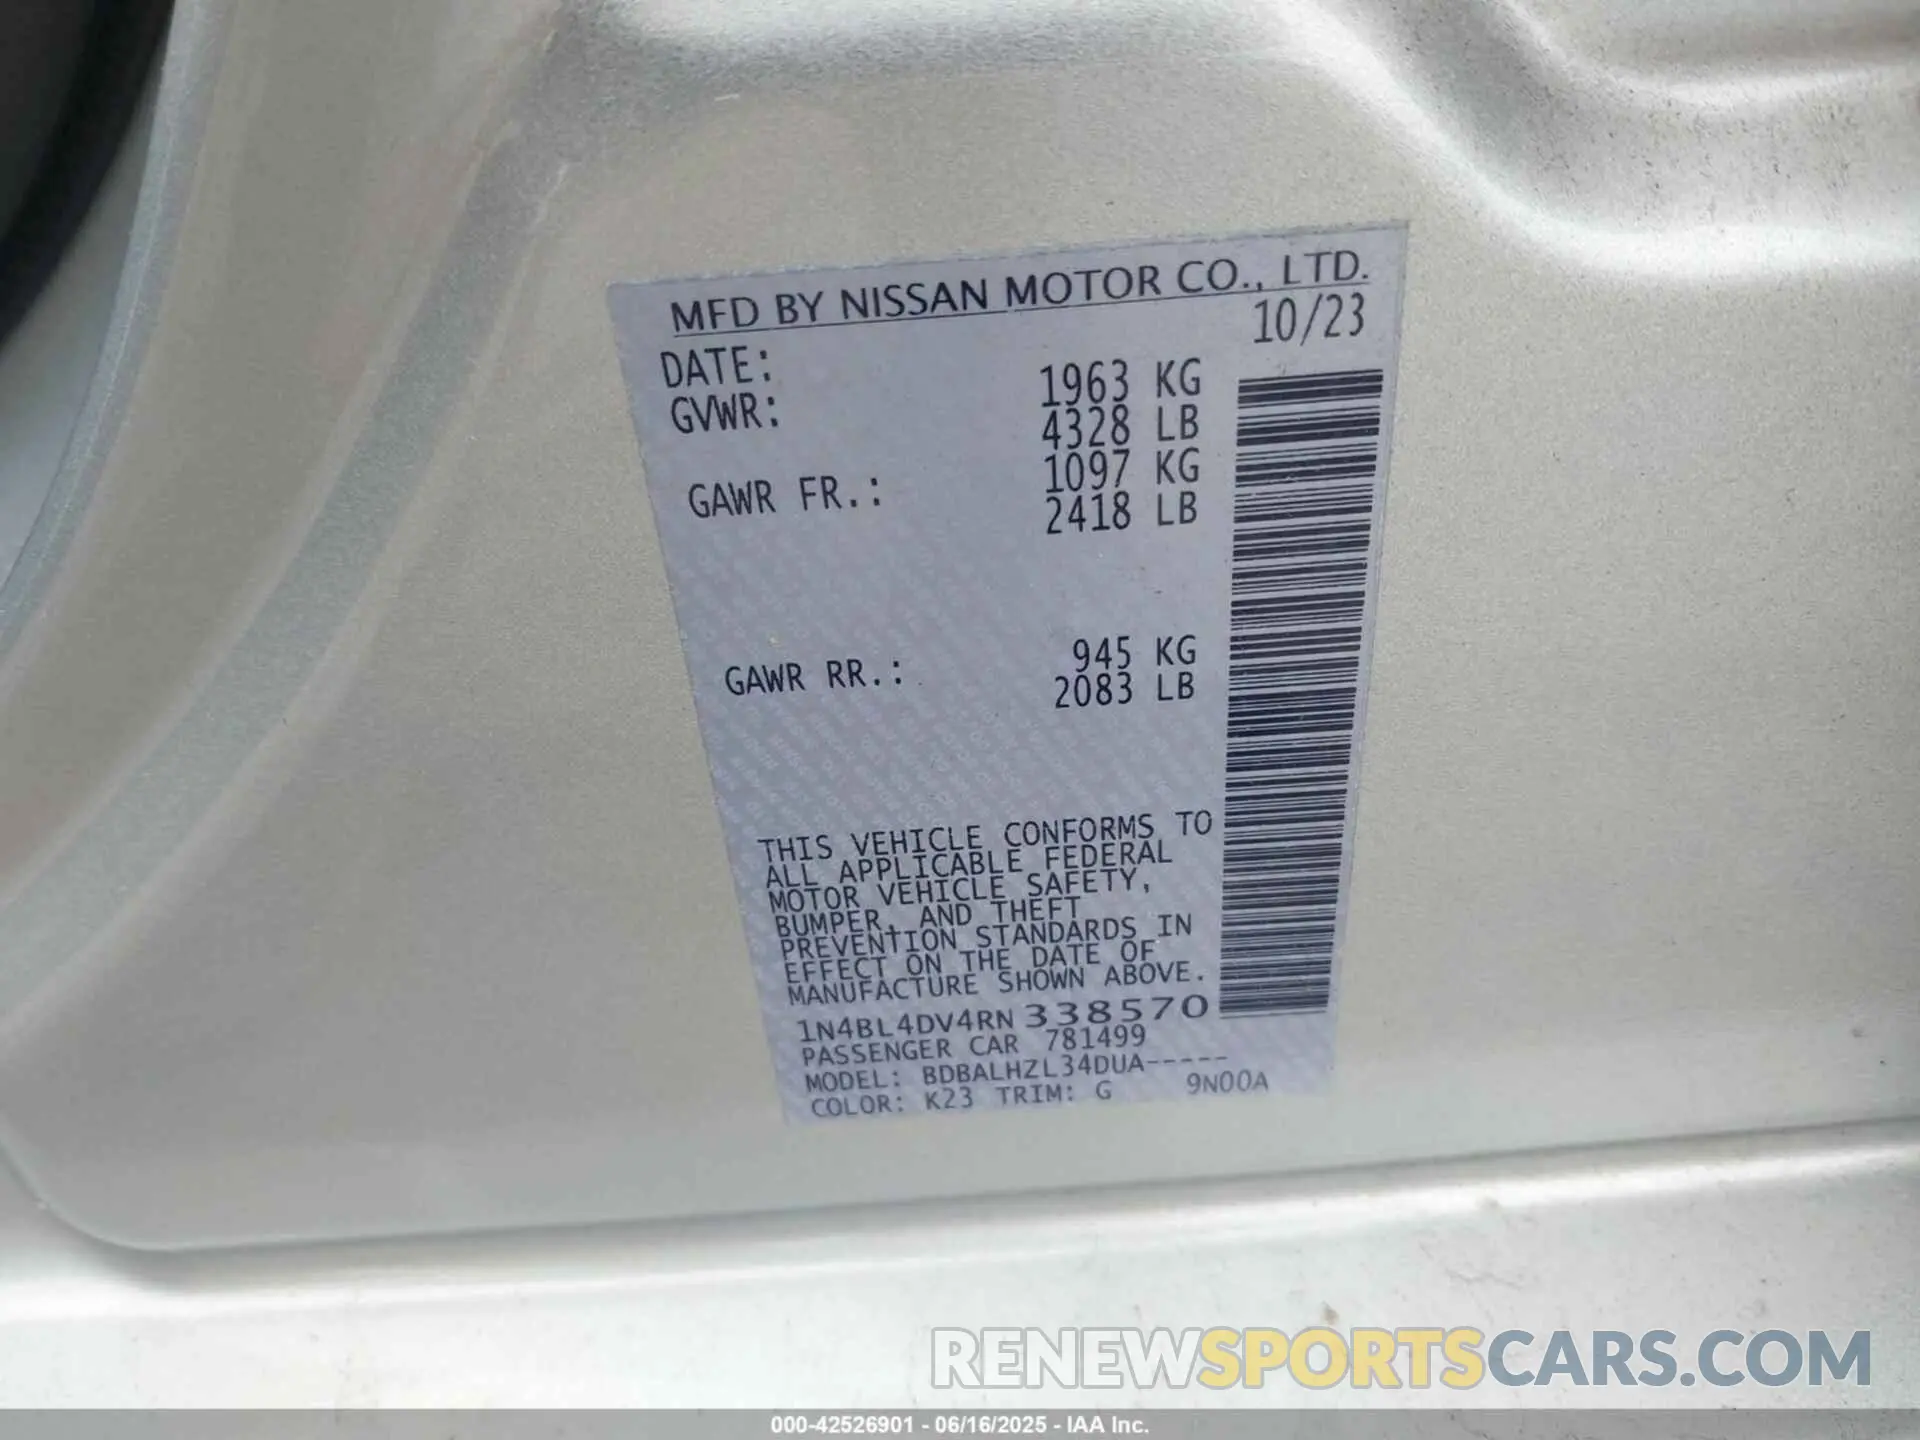 MFD BY NISSAN MOTOR CO., LTD.
DATE: 10/23
GVWR: 1963 KG
4328 LB
GAWR FR.: 1097 KG
2418 LB
GAWR RR.: 945 KG
2083 LB
THIS VEHICLE CONFORMS TO
ALL APPLICABLE FEDERAL
MOTOR VEHICLE SAFETY,
BUMPER, AND THEFT
PREVENTION STANDARDS IN
EFFECT ON THE DATE OF
MANUFACTURE SHOWN ABOVE.
1N4BL4DV4RN338570
PASSENGER CAR 781499
MODEL: BDBALHZL34DUA-----
COLOR: K23 TRIM: G 9N00A
RENEWSPORTSCARS.COM
000-42526901 - 06/16/2025 - IAA Inc.